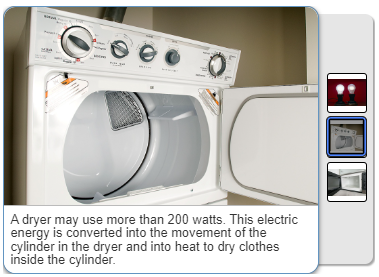 A dryer may use more than 200 watts. This electric
energy is converted into the movement of the
cylinder in the dryer and into heat to dry clothes
inside the cylinder.